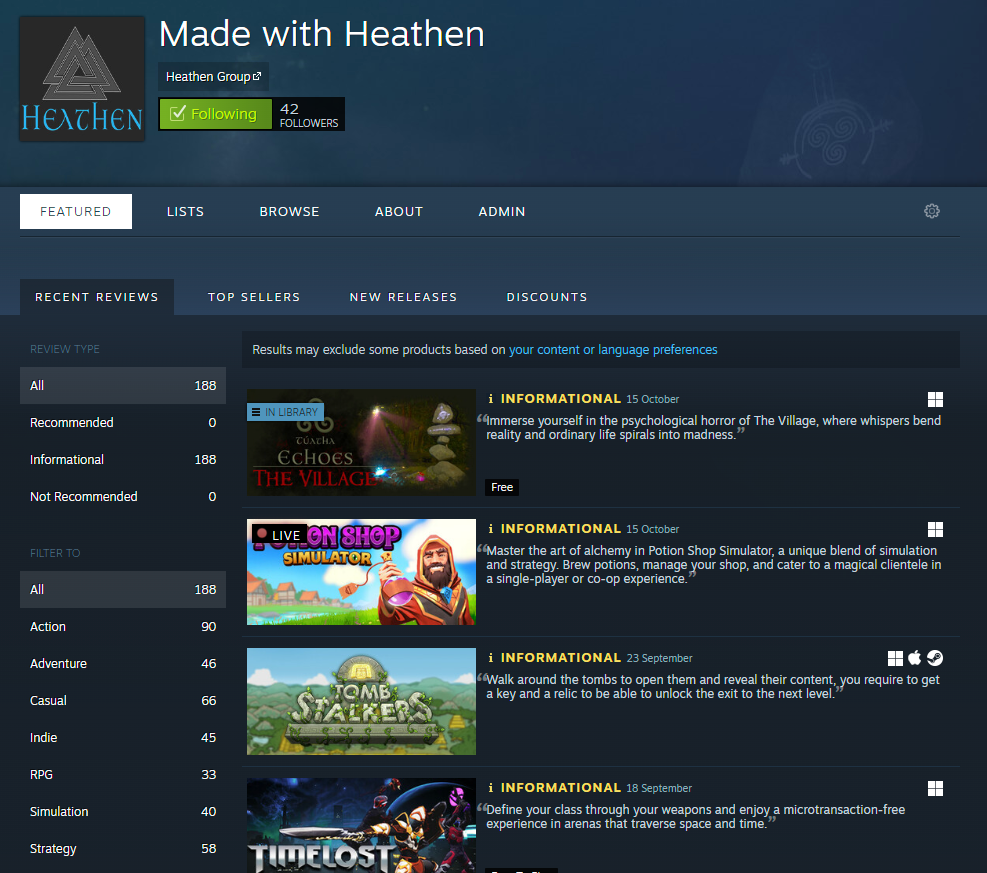 Made with Heathen
HEATHEN
Heathen Group
Following
42
FOLLOWERS
FEATURED
LISTS
BROWSE
ABOUT
ADMIN
RECENT REVIEWS
TOP SELLERS
NEW RELEASES
DISCOUNTS
REVIEW TYPE
All 188
Recommended 0
Informational 188
Not Recommended 0
FILTER TO
All 188
Action 90
Adventure 46
Casual 66
Indie 45
RPG 33
Simulation 40
Strategy 58
Results may exclude some products based on your content or language preferences
IN LIBRARY
TÚATHA
ECHOES
THE VILLAGE
i INFORMATIONAL 15 October
“Immerse yourself in the psychological horror of The Village, where whispers bend
reality and ordinary life spirals into madness.”
Free
LIVE
POTION SHOP
SIMULATOR
i INFORMATIONAL 15 October
“Master the art of alchemy in Potion Shop Simulator, a unique blend of simulation
and strategy. Brew potions, manage your shop, and cater to a magical clientele in
a single-player or co-op experience.”
TOMB
STALKERS
i INFORMATIONAL 23 September
“Walk around the tombs to open them and reveal their content, you require to get
a key and a relic to be able to unlock the exit to the next level.”
TIMELOST
i INFORMATIONAL 18 September
“Define your class through your weapons and enjoy a microtransaction-free
experience in arenas that traverse space and time.”